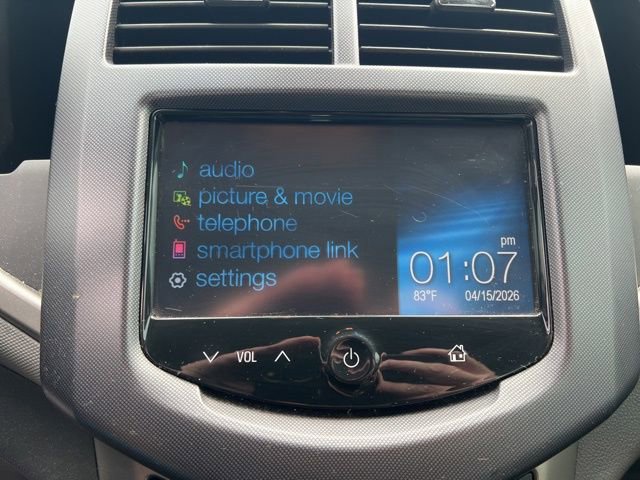 audio
picture & movie
telephone
smartphone link
settings
pm
01:07
83°F 04/15/2026
VOL